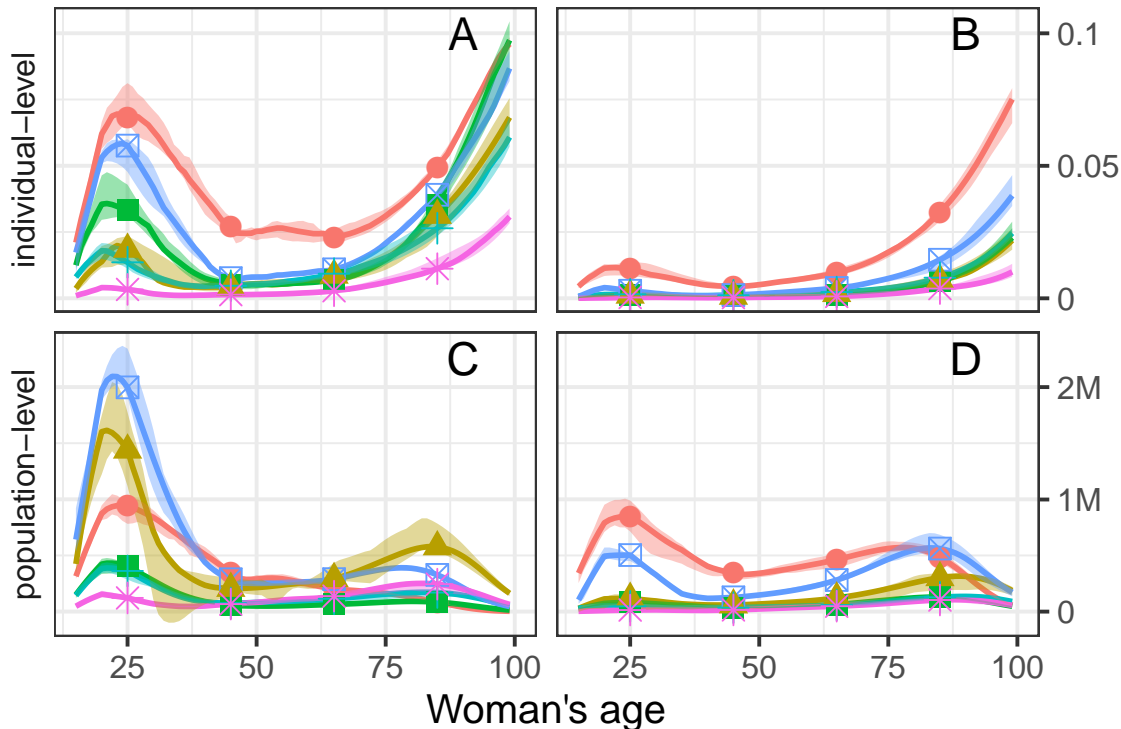 individual−level
A
B
0.1
0.05
0
population−level
C
D
2M
1M
0
25 50 75 100 25 50 75 100
Woman's age